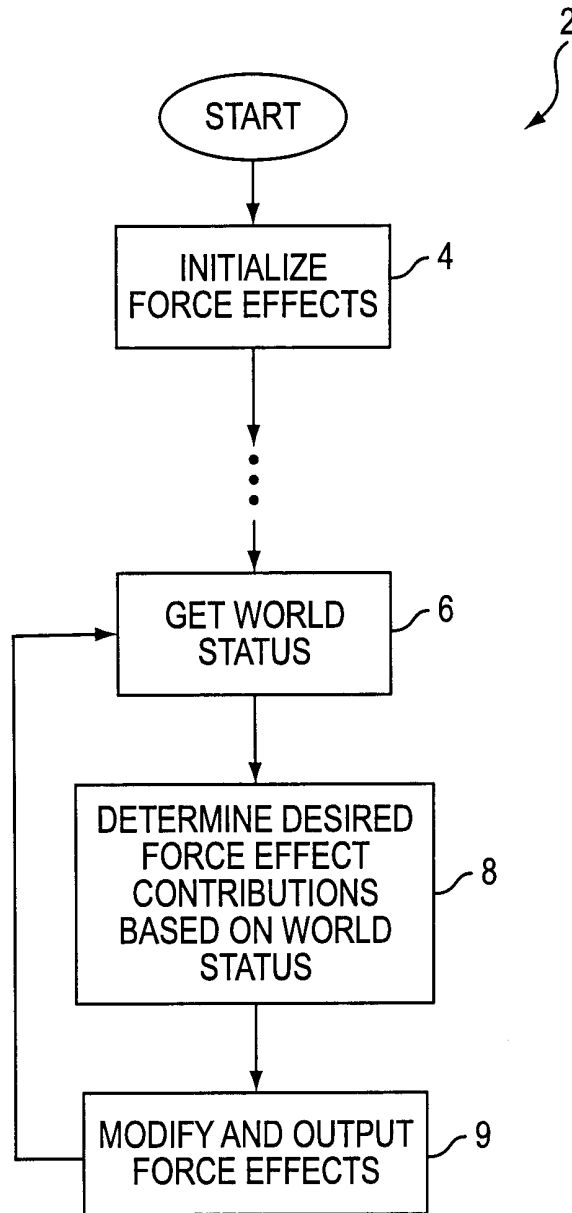 2
START
INITIALIZE
FORCE EFFECTS
4
GET WORLD
STATUS
6
DETERMINE DESIRED
FORCE EFFECT
CONTRIBUTIONS
BASED ON WORLD
STATUS
8
MODIFY AND OUTPUT
FORCE EFFECTS
9